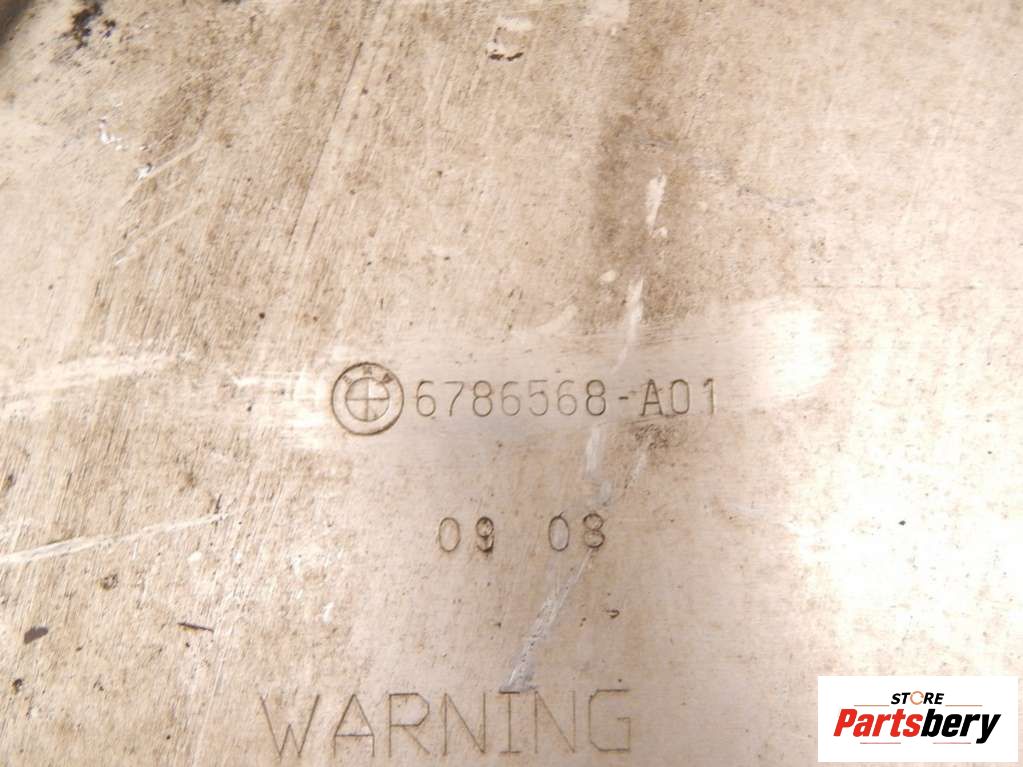 6786568-A01
09 08
WARNING
STORE
Partsbery